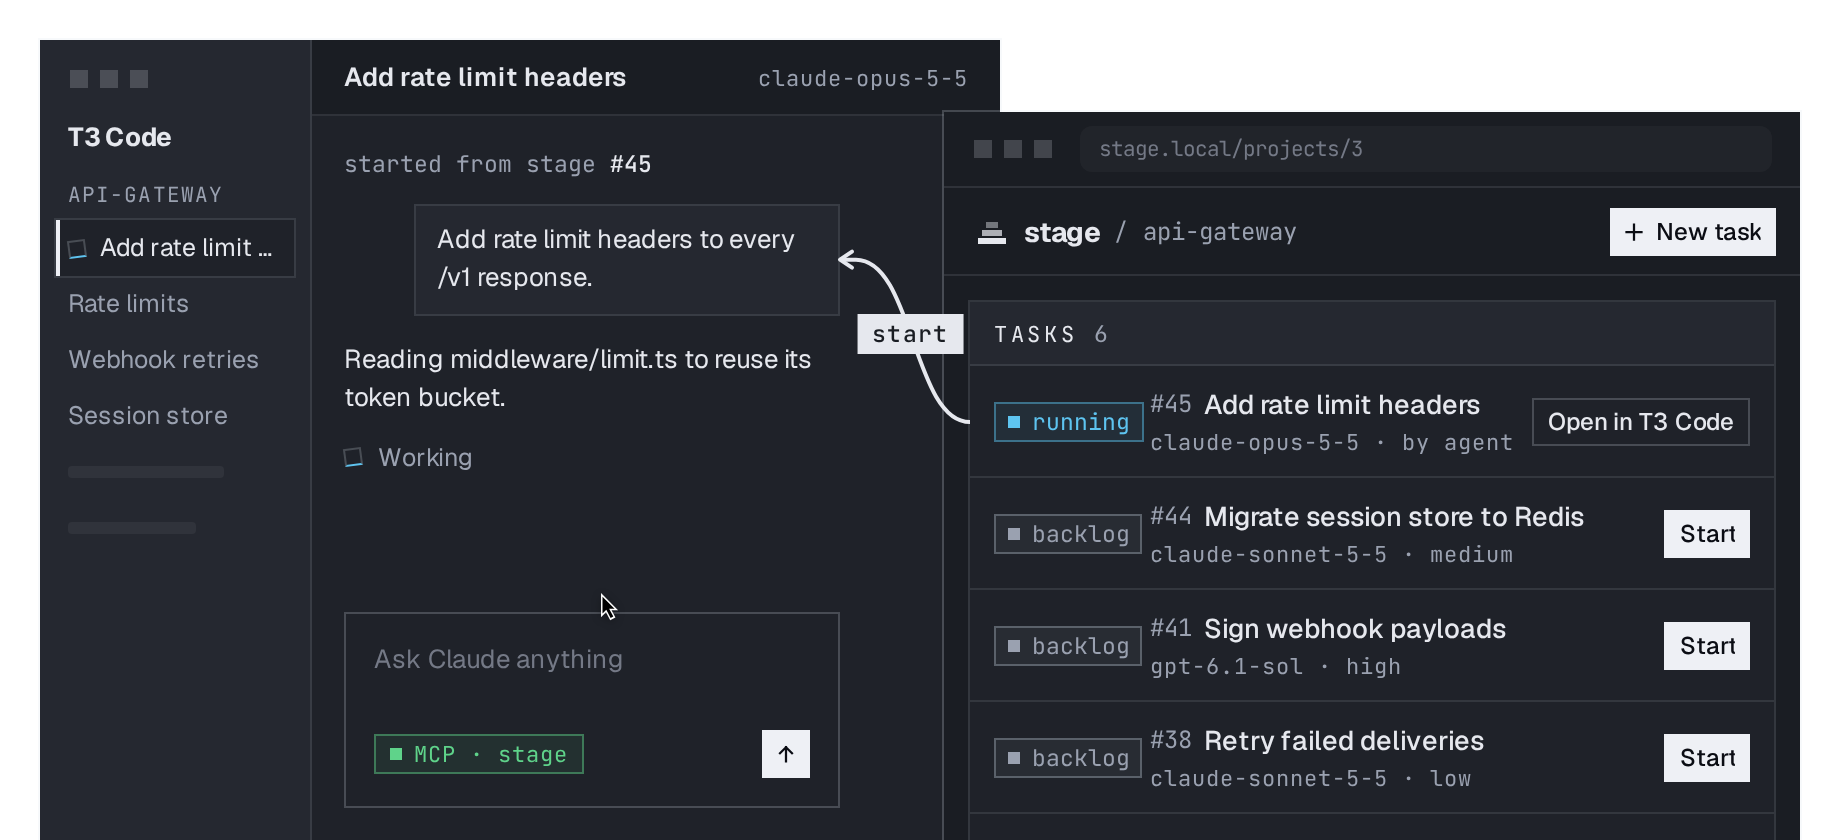 T3 Code
API-GATEWAY
Add rate limit ...
Rate limits
Webhook retries
Session store
Add rate limit headers
claude-opus-5-5
started from stage #45
Add rate limit headers to every
/v1 response.
Reading middleware/limit.ts to reuse its
token bucket.
Working
Ask Claude anything
MCP · stage
start
stage.local/projects/3
stage / api-gateway
+ New task
TASKS 6
running
#45 Add rate limit headers
claude-opus-5-5 · by agent
Open in T3 Code
backlog
#44 Migrate session store to Redis
claude-sonnet-5-5 · medium
Start
backlog
#41 Sign webhook payloads
gpt-6.1-sol · high
Start
backlog
#38 Retry failed deliveries
claude-sonnet-5-5 · low
Start